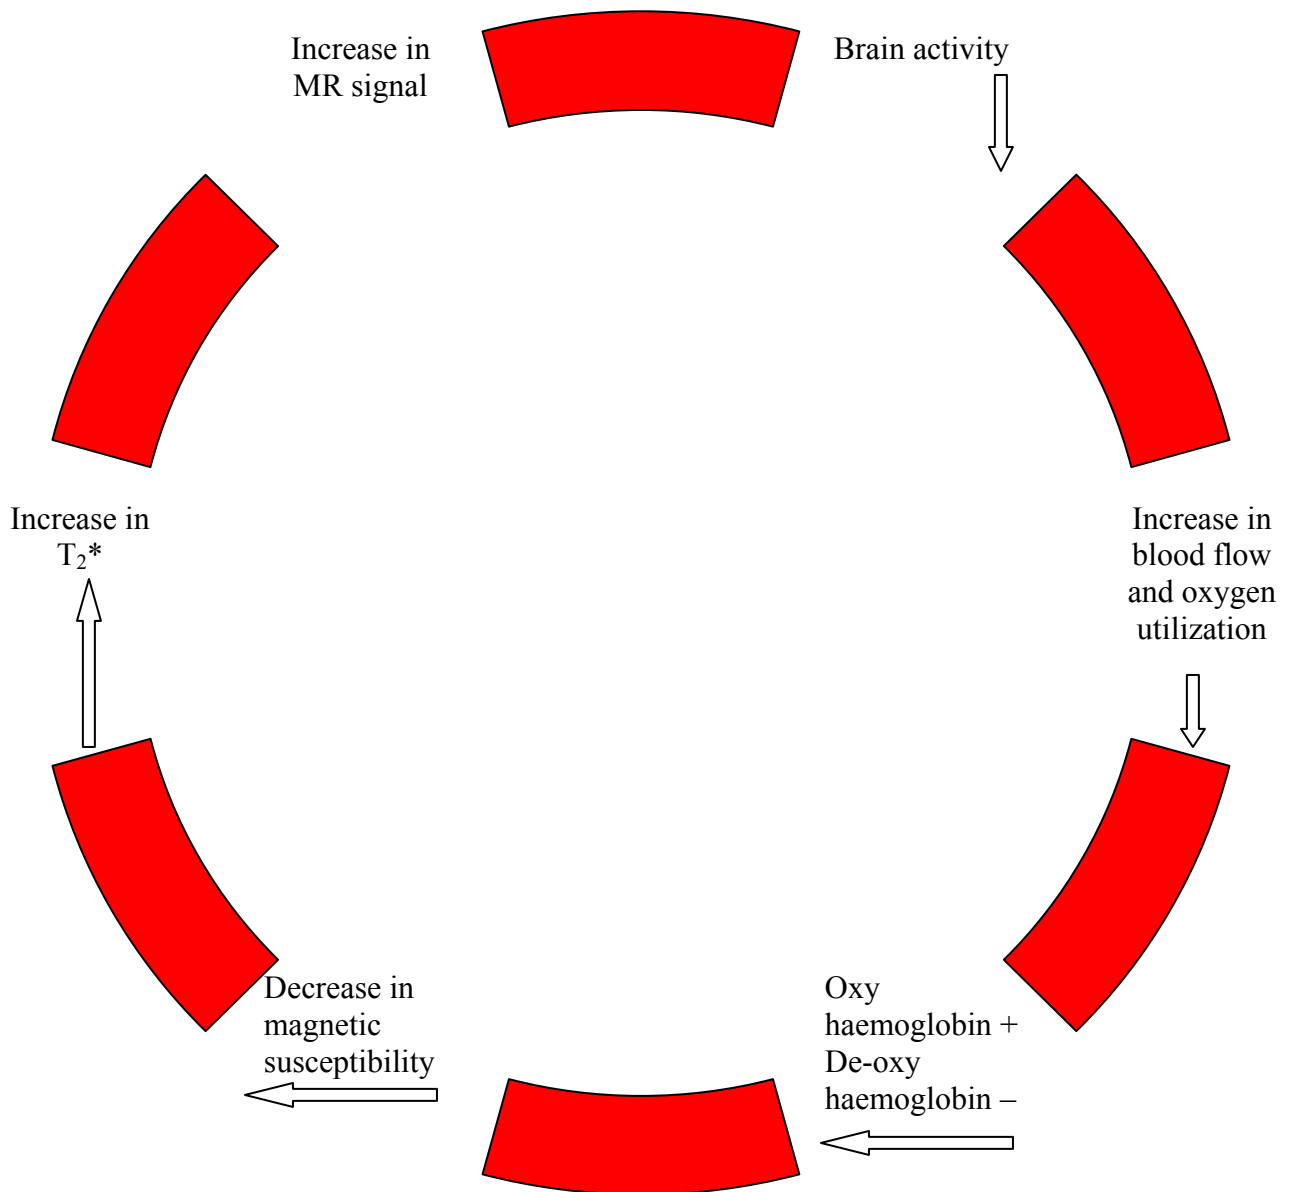 Increase in
MR signal
Brain activity
Increase in
T₂*
Increase in
blood flow
and oxygen
utilization
Decrease in
magnetic
susceptibility
Oxy
haemoglobin +
De-oxy
haemoglobin –